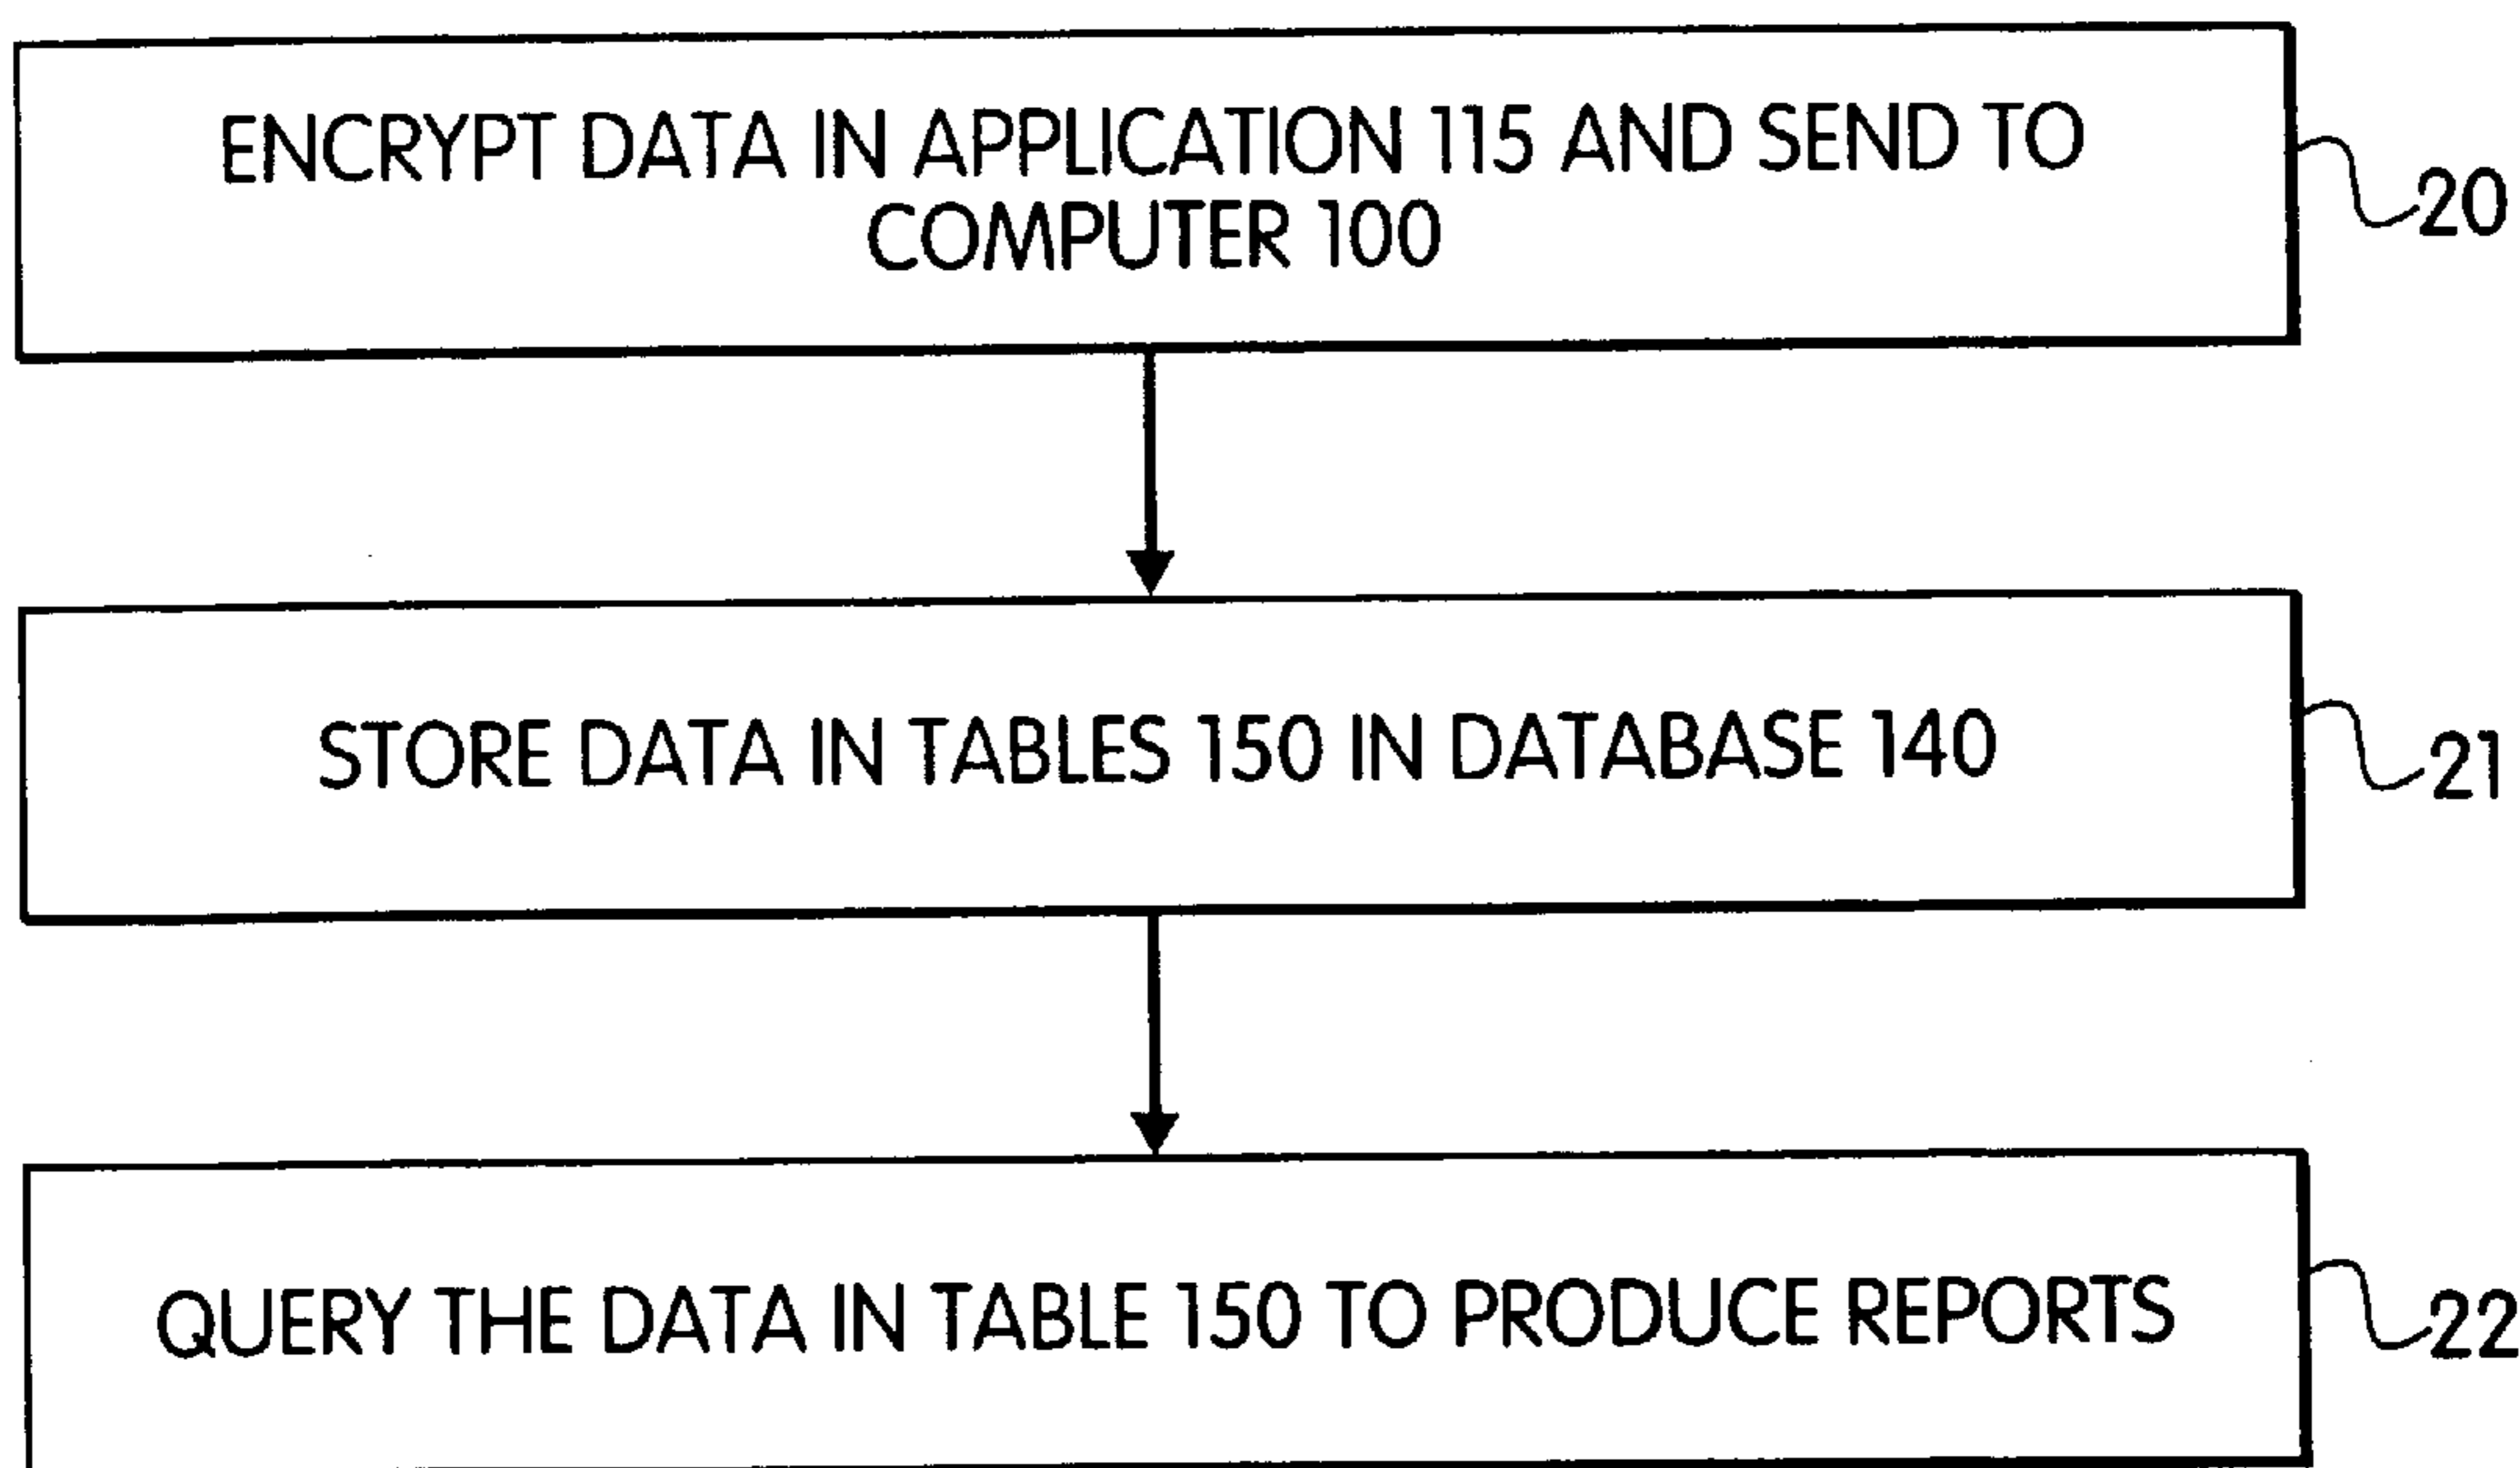 ENCRYPT DATA IN APPLICATION 115 AND SEND TO
COMPUTER 100
20
STORE DATA IN TABLES 150 IN DATABASE 140
21
QUERY THE DATA IN TABLE 150 TO PRODUCE REPORTS
22